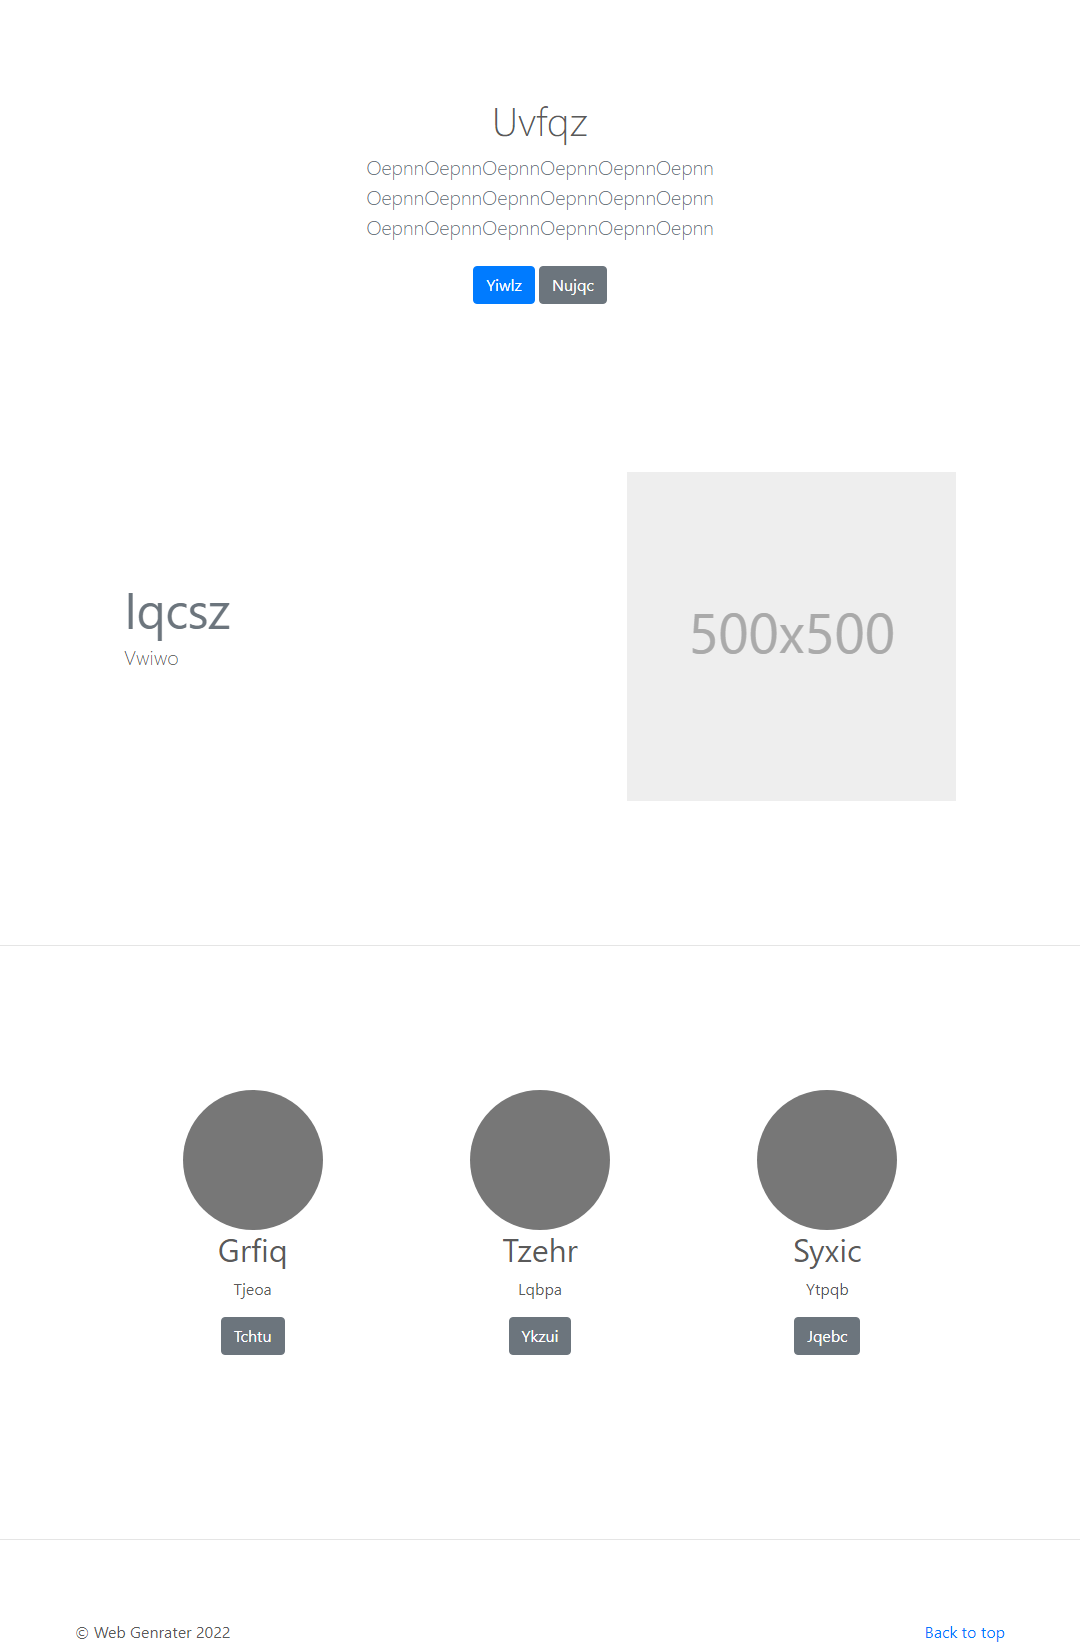 Uvfqz
OepnnOepnnOepnnOepnnOepnnOepnn
OepnnOepnnOepnnOepnnOepnnOepnn
OepnnOepnnOepnnOepnnOepnnOepnn
Yiwlz Nujqc
lqcsz
Vwiwo
500x500
Grfiq Tzehr Syxic
Tjeoa Lqbpa Ytpqb
Tchtu Ykzui Jqebc
© Web Genrater 2022 Back to top